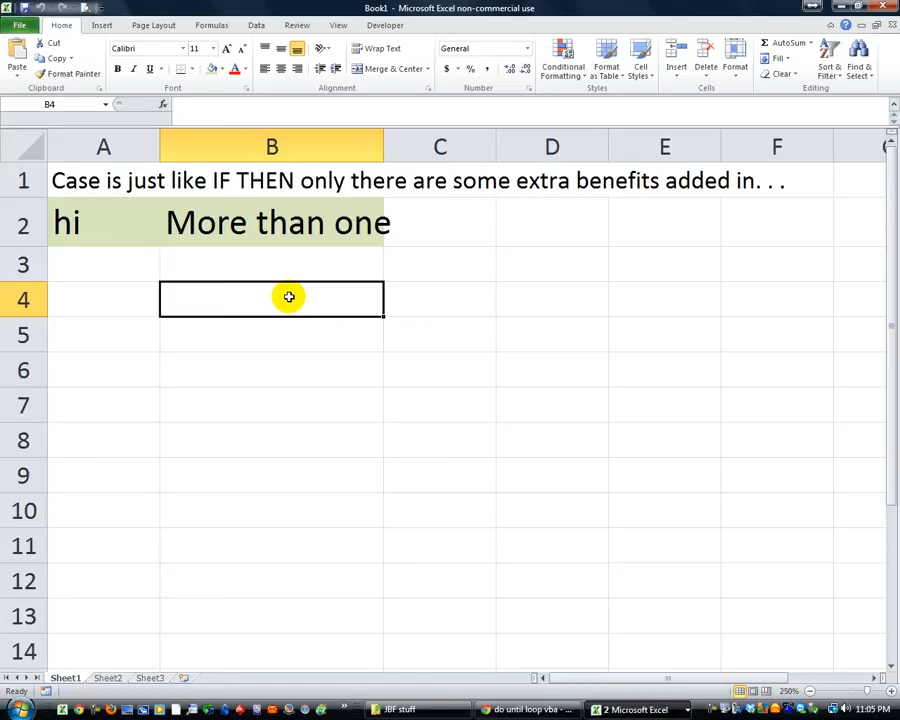 Book1 - Microsoft Excel non-commercial use
File Home Insert Page Layout Formulas Data Review View Developer
Paste Cut Copy Format Painter Clipboard
Calibri 11 A A B I U A Font
Wrap Text Merge & Center Alignment
General $ % , Number
Conditional Formatting Format as Table Cell Styles Styles
Insert Delete Format Cells
AutoSum Fill Clear Sort & Filter Find & Select Editing
B4 fx
A B C D E F
1 Case is just like IF THEN only there are some extra benefits added in. . .
2 hi More than one
3
4
5
6
7
8
9
10
11
12
13
14
Sheet1 Sheet2 Sheet3
Ready 250%
JBF stuff do until loop vba - ... 2 Microsoft Excel 11:05 PM